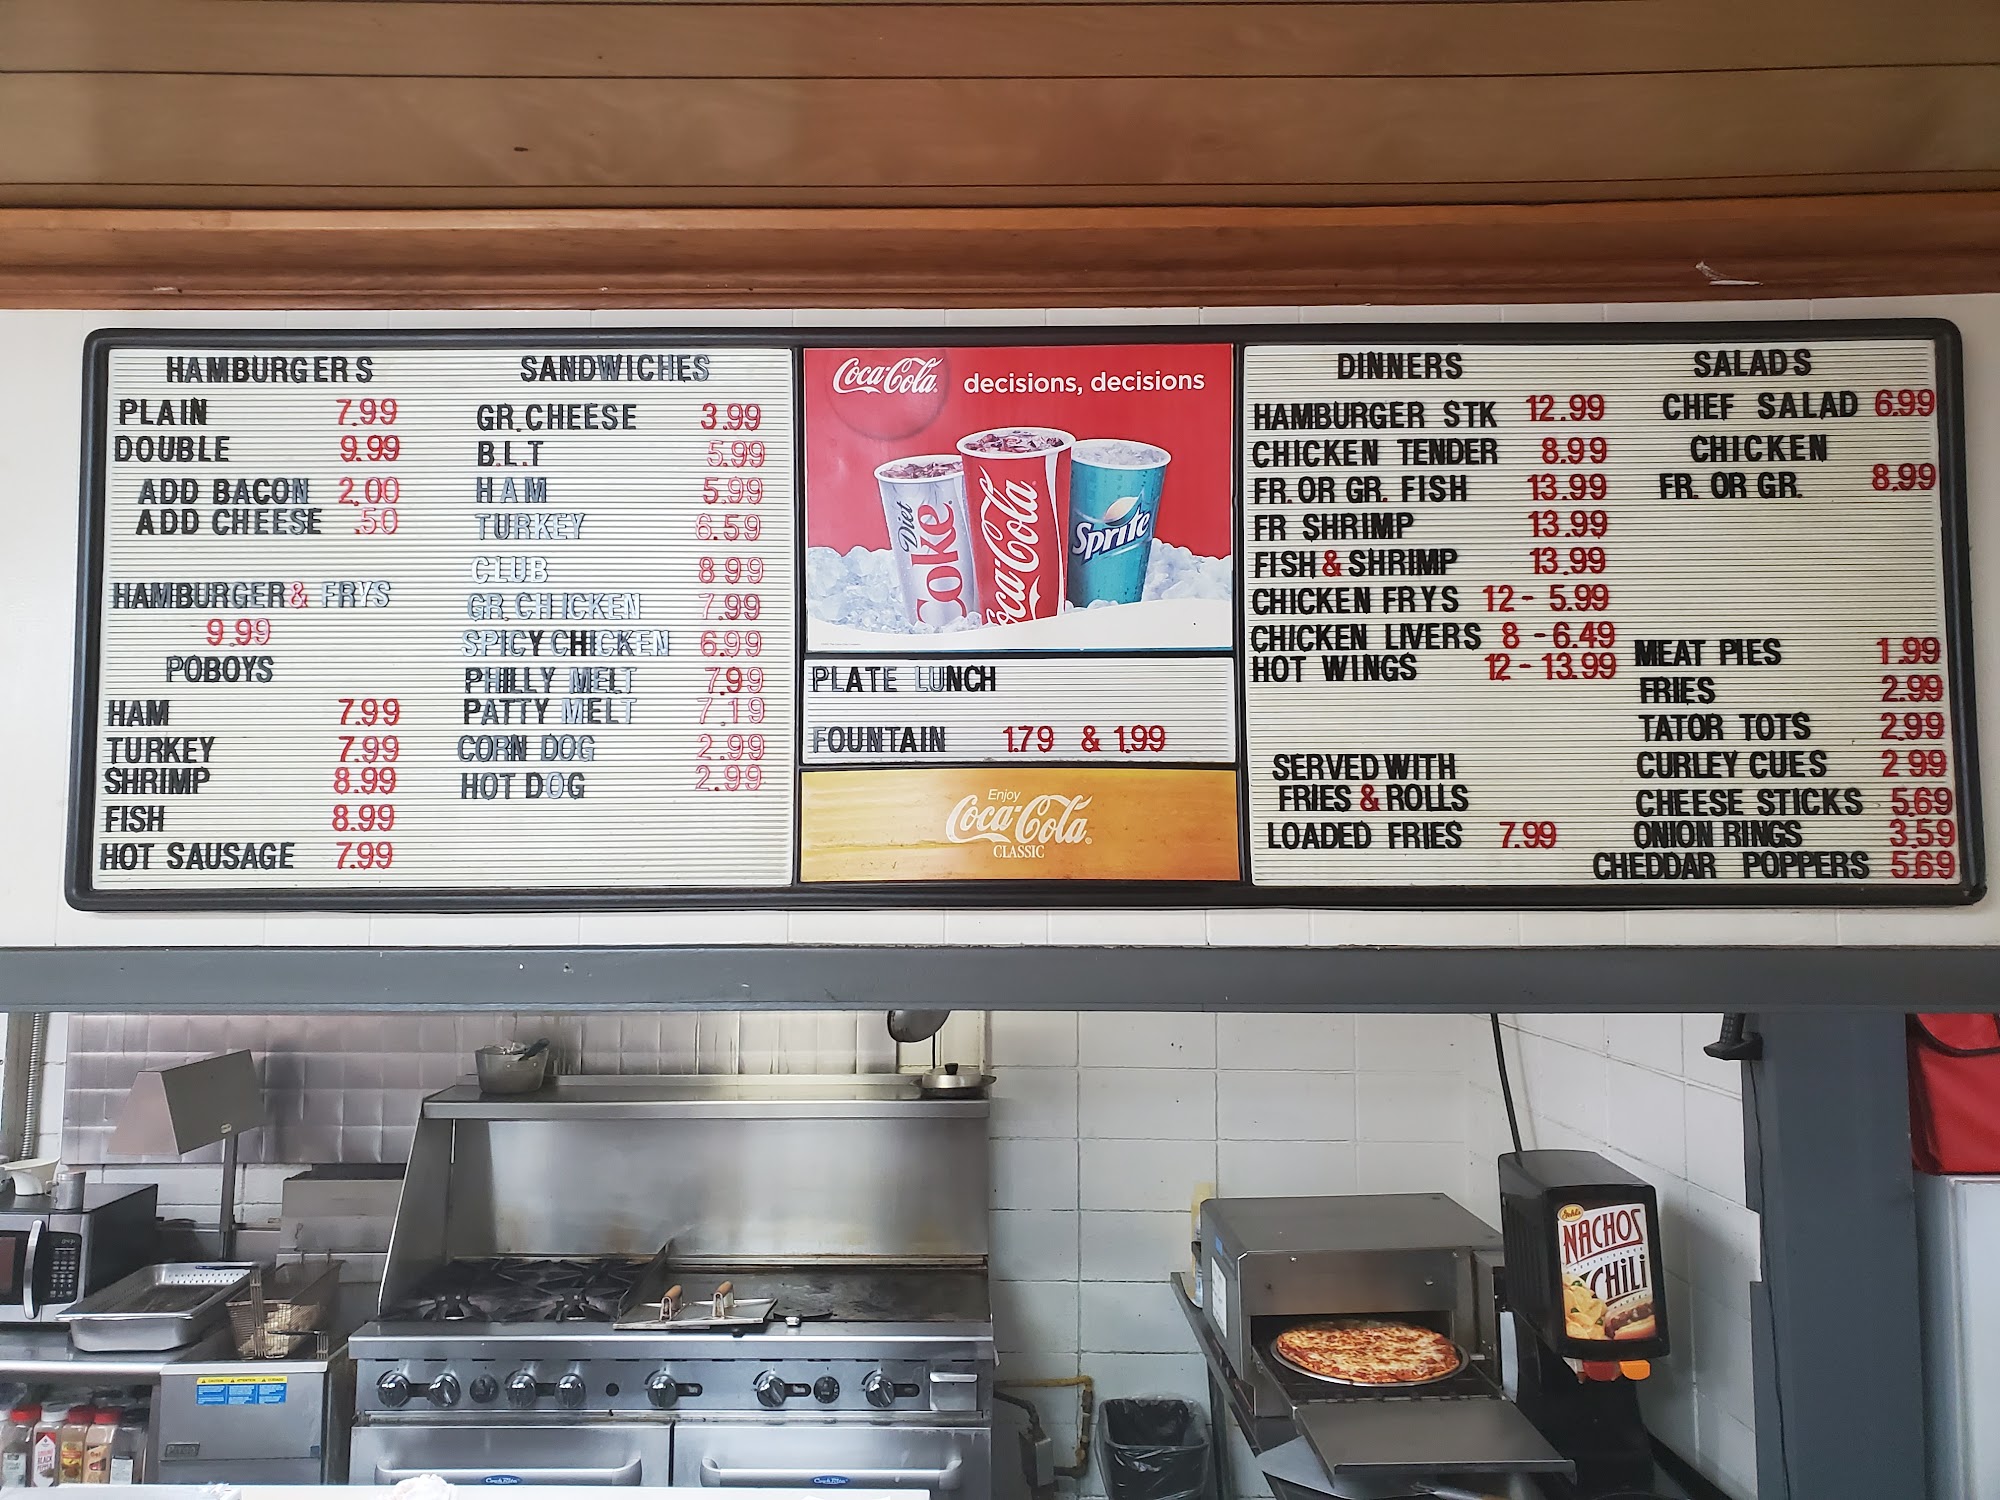 HAMBURGERS
PLAIN 7.99
DOUBLE 9.99
ADD BACON 2.00
ADD CHEESE .50
HAMBURGER & FRYS
9.99
POBOYS
HAM 7.99
TURKEY 7.99
SHRIMP 8.99
FISH 8.99
HOT SAUSAGE 7.99
SANDWICHES
GR. CHEESE 3.99
B.L.T 5.99
HAM 5.99
TURKEY 6.59
CLUB 8 99
GR. CHICKEN 7.99
SPICY CHICKEN 6.99
PHILLY MELT 7.99
PATTY MELT 7.19
CORN DOG 2.99
HOT DOG 2.99
Coca-Cola decisions, decisions
Diet Coke
Coca-Cola
Sprite
PLATE LUNCH
FOUNTAIN 1.79 & 1.99
Enjoy
Coca-Cola
CLASSIC
DINNERS
HAMBURGER STK 12.99
CHICKEN TENDER 8.99
FR. OR GR. FISH 13.99
FR SHRIMP 13.99
FISH & SHRIMP 13.99
CHICKEN FRYS 12 - 5.99
CHICKEN LIVERS 8 - 6.49
HOT WINGS 12 - 13.99
SERVED WITH
FRIES & ROLLS
LOADED FRIES 7.99
SALADS
CHEF SALAD 6.99
CHICKEN
FR. OR GR. 8.99
MEAT PIES 1.99
FRIES 2.99
TATOR TOTS 2.99
CURLEY CUES 2 99
CHEESE STICKS 5.69
ONION RINGS 3.59
CHEDDAR POPPERS 5.69
NACHOS
CHILI